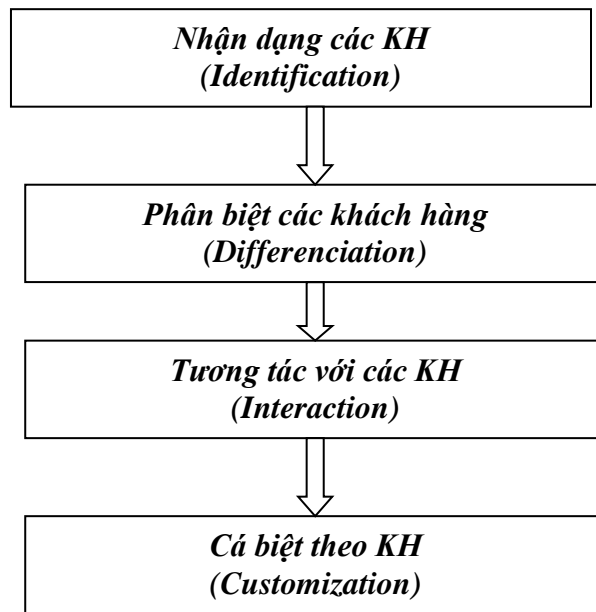 Nhận dạng các KH
(Identification)
Phân biệt các khách hàng
(Differenciation)
Tương tác với các KH
(Interaction)
Cá biệt theo KH
(Customization)